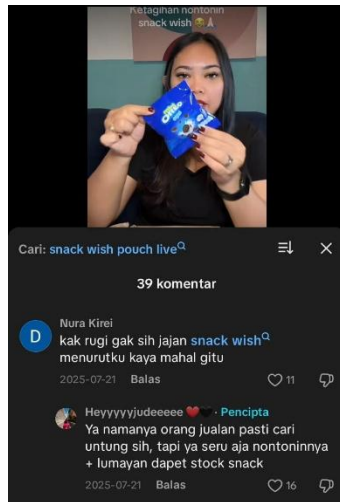 Ketagihan nontonin
snack wish
OREO
Cari: snack wish pouch live
39 komentar
D
Nura Kirei
kak rugi gak sih jajan snack wish
menurutku kaya mahal gitu
2025-07-21 Balas
11
Heyyyyyjudeeeee · Pencipta
Ya namanya orang jualan pasti cari
untung sih, tapi ya seru aja nontoninnya
+ lumayan dapet stock snack
2025-07-21 Balas
16